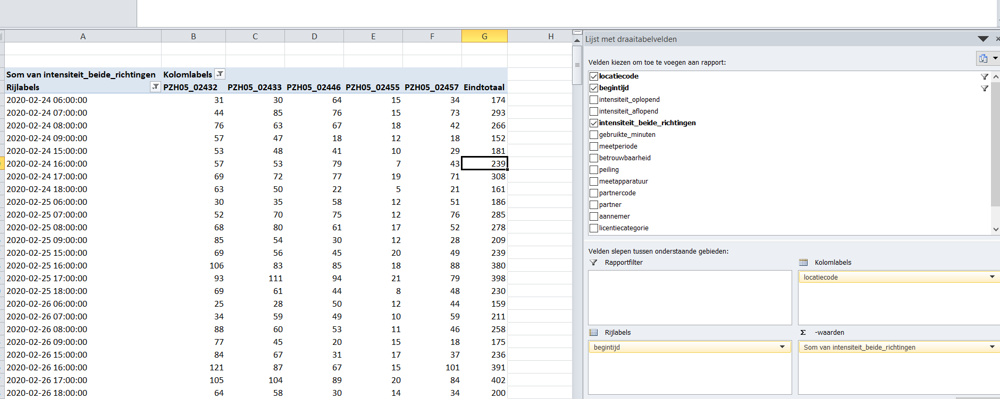 A B C D E F G H
Som van intensiteit_beide_richtingen Kolomlabels
Rijlabels PZH05_02432 PZH05_02433 PZH05_02446 PZH05_02455 PZH05_02457 Eindtotaal
2020-02-24 06:00:00 31 30 64 15 34 174
2020-02-24 07:00:00 44 85 76 15 73 293
2020-02-24 08:00:00 76 63 67 18 42 266
2020-02-24 09:00:00 57 47 18 12 18 152
2020-02-24 15:00:00 53 48 41 10 29 181
2020-02-24 16:00:00 57 53 79 7 43 239
2020-02-24 17:00:00 69 72 77 19 71 308
2020-02-24 18:00:00 63 50 22 5 21 161
2020-02-25 06:00:00 30 35 58 12 51 186
2020-02-25 07:00:00 52 70 75 12 76 285
2020-02-25 08:00:00 68 80 61 17 52 278
2020-02-25 09:00:00 85 54 30 12 28 209
2020-02-25 15:00:00 69 56 45 20 49 239
2020-02-25 16:00:00 106 83 85 18 88 380
2020-02-25 17:00:00 93 111 94 21 79 398
2020-02-25 18:00:00 69 61 44 8 48 230
2020-02-26 06:00:00 25 28 50 12 44 159
2020-02-26 07:00:00 34 59 49 10 59 211
2020-02-26 08:00:00 88 60 53 11 46 258
2020-02-26 09:00:00 77 45 20 15 18 175
2020-02-26 15:00:00 84 67 31 17 37 236
2020-02-26 16:00:00 121 87 67 15 101 391
2020-02-26 17:00:00 105 104 89 20 84 402
2020-02-26 18:00:00 64 58 30 14 34 200
Lijst met draaitabelvelden
Velden kiezen om toe te voegen aan rapport:
locatiecode
begintijd
intensiteit_oplopend
intensiteit_aflopend
intensiteit_beide_richtingen
gebruikte_minuten
meetperiode
betrouwbaarheid
peiling
meetapparatuur
partnercode
partner
aannemer
licentiecategorie
Velden slepen tussen onderstaande gebieden:
Rapportfilter
Kolomlabels
locatiecode
Rijlabels
begintijd
Σ -waarden
Som van intensiteit_beide_richtingen